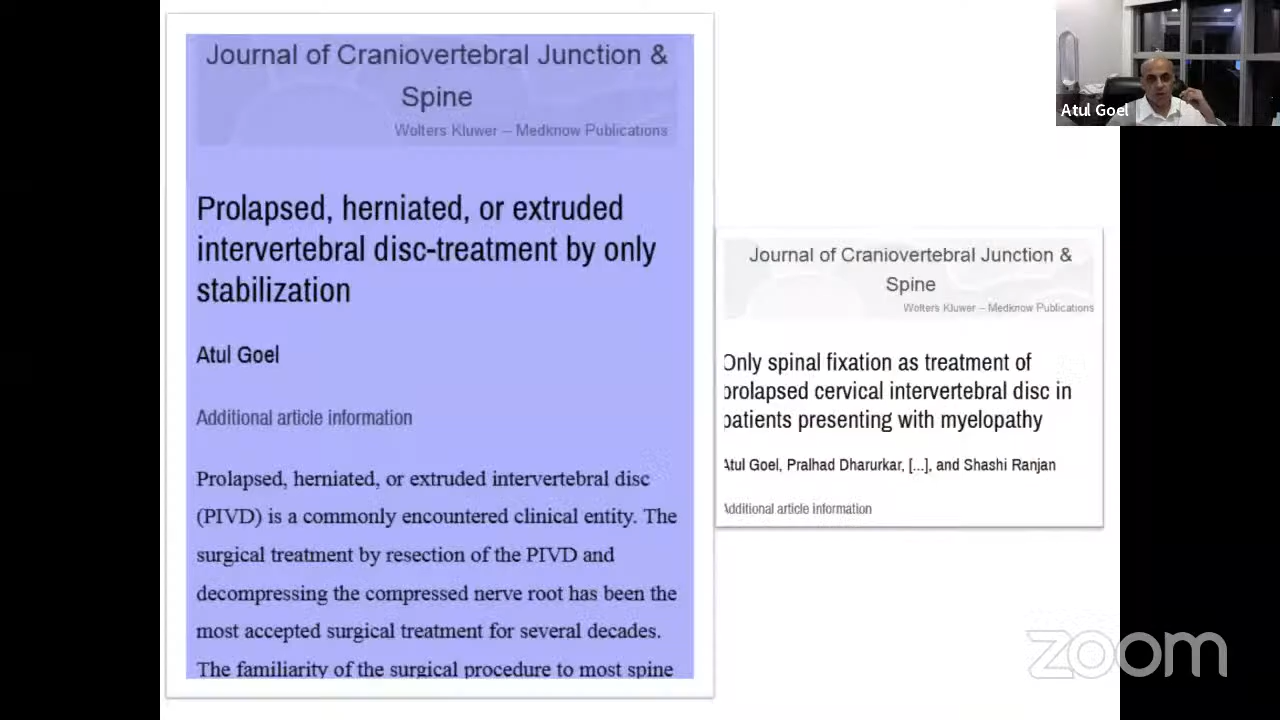 Journal of Craniovertebral Junction &
Spine
Wolters Kluwer – Medknow Publications
Prolapsed, herniated, or extruded
intervertebral disc-treatment by only
stabilization
Atul Goel
Additional article information
Prolapsed, herniated, or extruded intervertebral disc
(PIVD) is a commonly encountered clinical entity. The
surgical treatment by resection of the PIVD and
decompressing the compressed nerve root has been the
most accepted surgical treatment for several decades.
The familiarity of the surgical procedure to most spine
Journal of Craniovertebral Junction &
Spine
Wolters Kluwer – Medknow Publications
Only spinal fixation as treatment of
prolapsed cervical intervertebral disc in
patients presenting with myelopathy
Atul Goel, Pralhad Dharurkar, [...], and Shashi Ranjan
Additional article information
Atul Goel
zoom